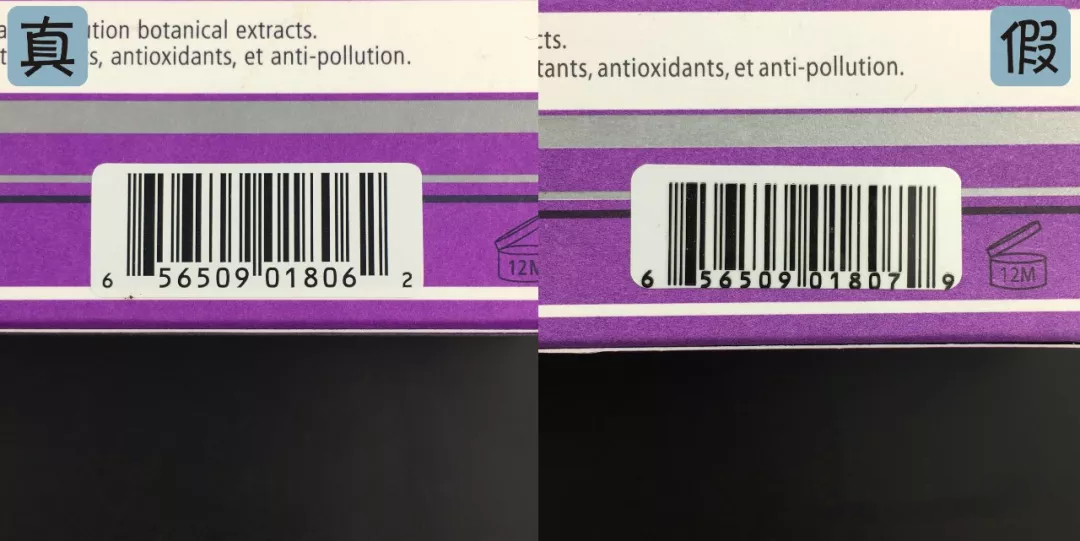 真
ution botanical extracts.
s, antioxidants, et anti-pollution.
6 56509 01806 2
12M
假
cts.
tants, antioxidants, et anti-pollution.
6 56509 01807 9
12M